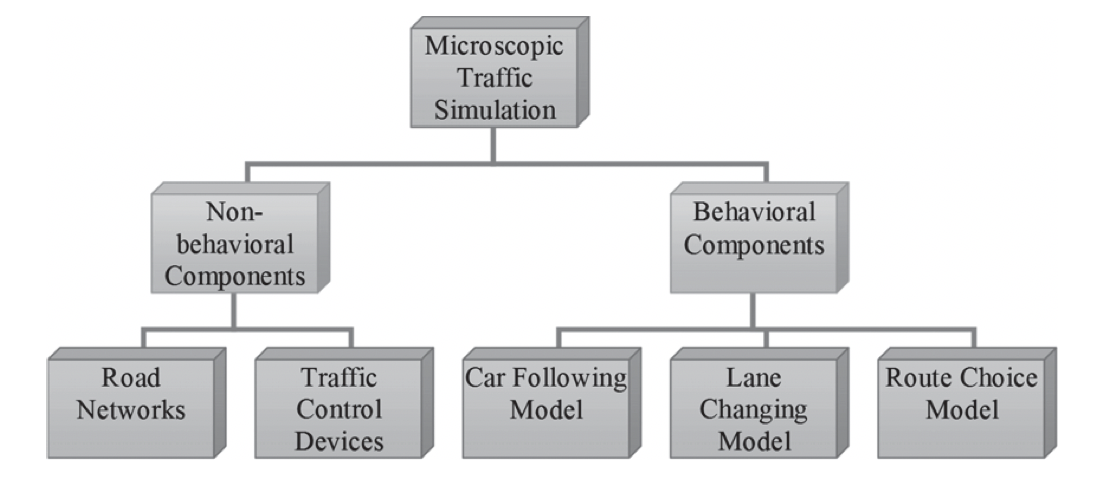 Microscopic
Traffic
Simulation
Non-
behavioral
Components
Behavioral
Components
Road
Networks
Traffic
Control
Devices
Car Following
Model
Lane
Changing
Model
Route Choice
Model